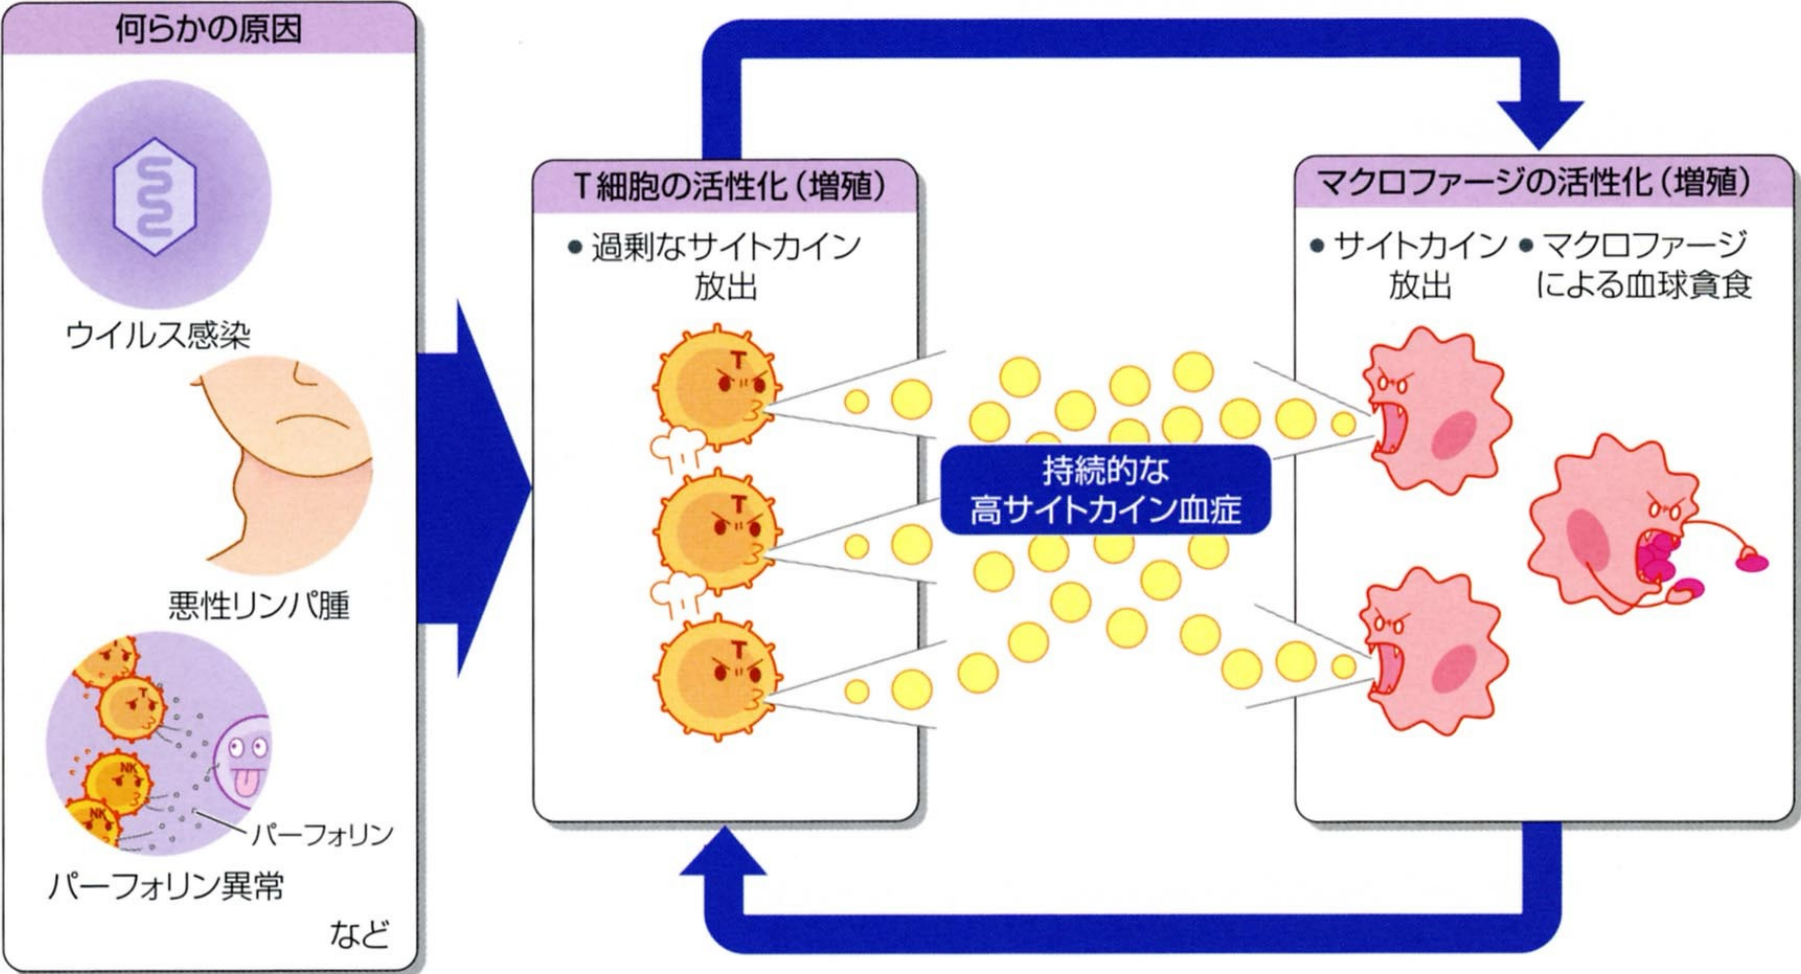 何らかの原因
ウイルス感染
悪性リンパ腫
T
NK
NK
パーフォリン
パーフォリン異常
など
T細胞の活性化(増殖)
● 過剰なサイトカイン
放出
T
T
T
持続的な
高サイトカイン血症
マクロファージの活性化(増殖)
● サイトカイン
放出
● マクロファージ
による血球貪食